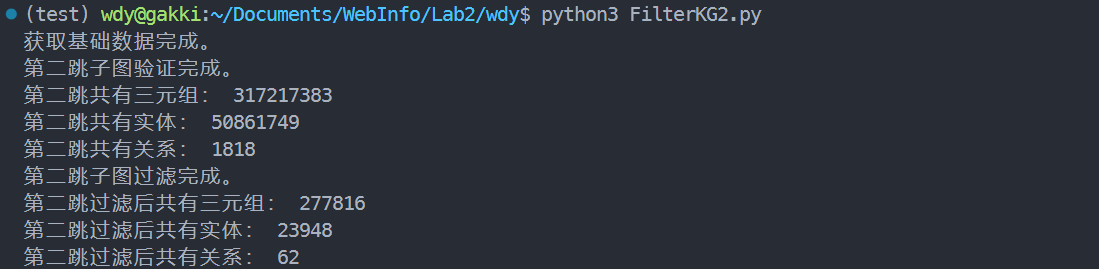 (test) wdy@gakki:~/Documents/WebInfo/Lab2/wdy$ python3 FilterKG2.py
获取基础数据完成。
第二跳子图验证完成。
第二跳共有三元组： 317217383
第二跳共有实体： 50861749
第二跳共有关系： 1818
第二跳子图过滤完成。
第二跳过滤后共有三元组： 277816
第二跳过滤后共有实体： 23948
第二跳过滤后共有关系： 62